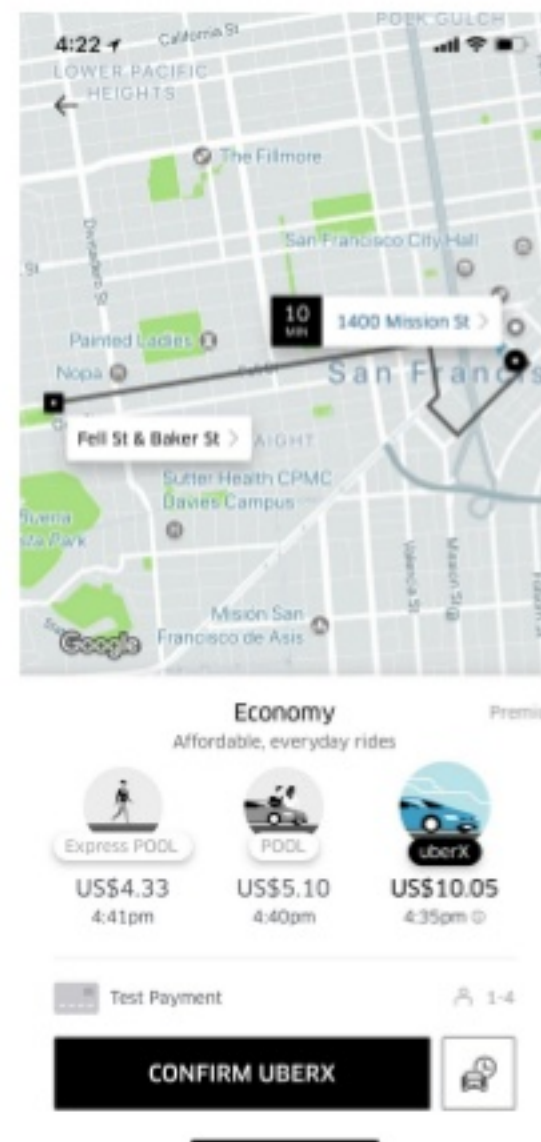 POLK GULCH
4:22
California St
LOWER PACIFIC
HEIGHTS
The Fillmore
Divisadero St
San Francisco City Hall
St
10
MIN
1400 Mission St
Painted Ladies
Nopa
San Francis
Fell St & Baker St
AIGHT
Sutter Health CPMC
Davies Campus
Buena
sta Park
Valencia St
Mission St
Misión San
Francisco de Asis
Google
Economy
Premi
Affordable, everyday rides
Express POOL
POOL
uberX
US$4.33
US$5.10
US$10.05
4:41pm
4:40pm
4:35pm
Test Payment
1-4
CONFIRM UBERX